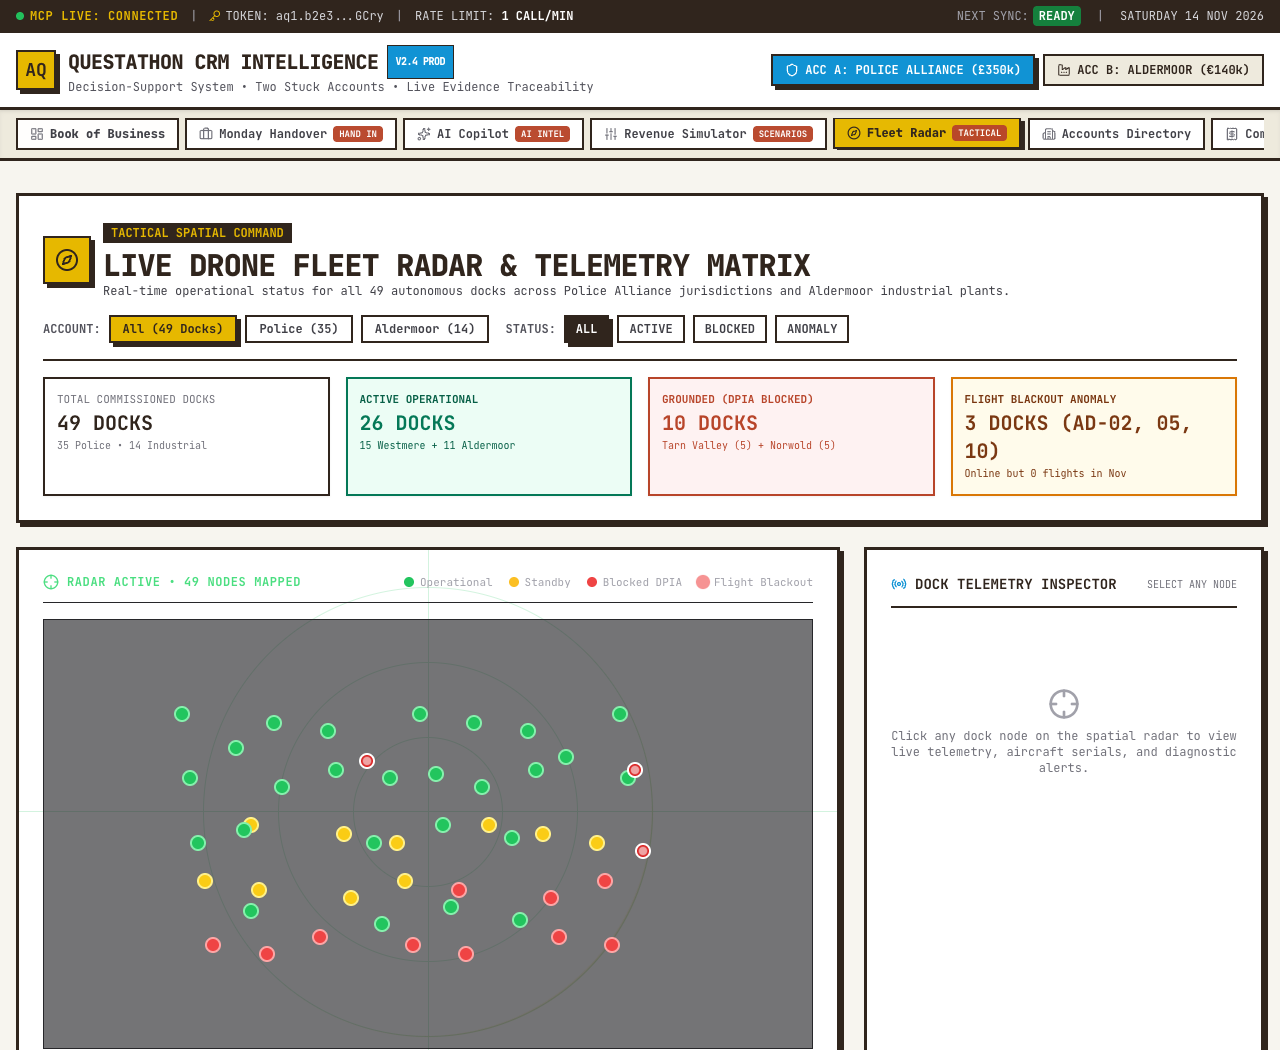 MCP LIVE: CONNECTED | TOKEN: aq1.b2e3...GCry | RATE LIMIT: 1 CALL/MIN
NEXT SYNC: READY | SATURDAY 14 NOV 2026
AQ
QUESTATHON CRM INTELLIGENCE V2.4 PROD
Decision-Support System • Two Stuck Accounts • Live Evidence Traceability
ACC A: POLICE ALLIANCE (£350k)
ACC B: ALDERMOOR (€140k)
Book of Business
Monday Handover HAND IN
AI Copilot AI INTEL
Revenue Simulator SCENARIOS
Fleet Radar TACTICAL
Accounts Directory
TACTICAL SPATIAL COMMAND
LIVE DRONE FLEET RADAR & TELEMETRY MATRIX
Real-time operational status for all 49 autonomous docks across Police Alliance jurisdictions and Aldermoor industrial plants.
ACCOUNT: All (49 Docks) Police (35) Aldermoor (14) STATUS: ALL ACTIVE BLOCKED ANOMALY
TOTAL COMMISSIONED DOCKS
49 DOCKS
35 Police • 14 Industrial
ACTIVE OPERATIONAL
26 DOCKS
15 Westmere + 11 Aldermoor
GROUNDED (DPIA BLOCKED)
10 DOCKS
Tarn Valley (5) + Norwold (5)
FLIGHT BLACKOUT ANOMALY
3 DOCKS (AD-02, 05,
10)
Online but 0 flights in Nov
RADAR ACTIVE • 49 NODES MAPPED
Operational Standby Blocked DPIA Flight Blackout
DOCK TELEMETRY INSPECTOR
SELECT ANY NODE
Click any dock node on the spatial radar to view
live telemetry, aircraft serials, and diagnostic
alerts.